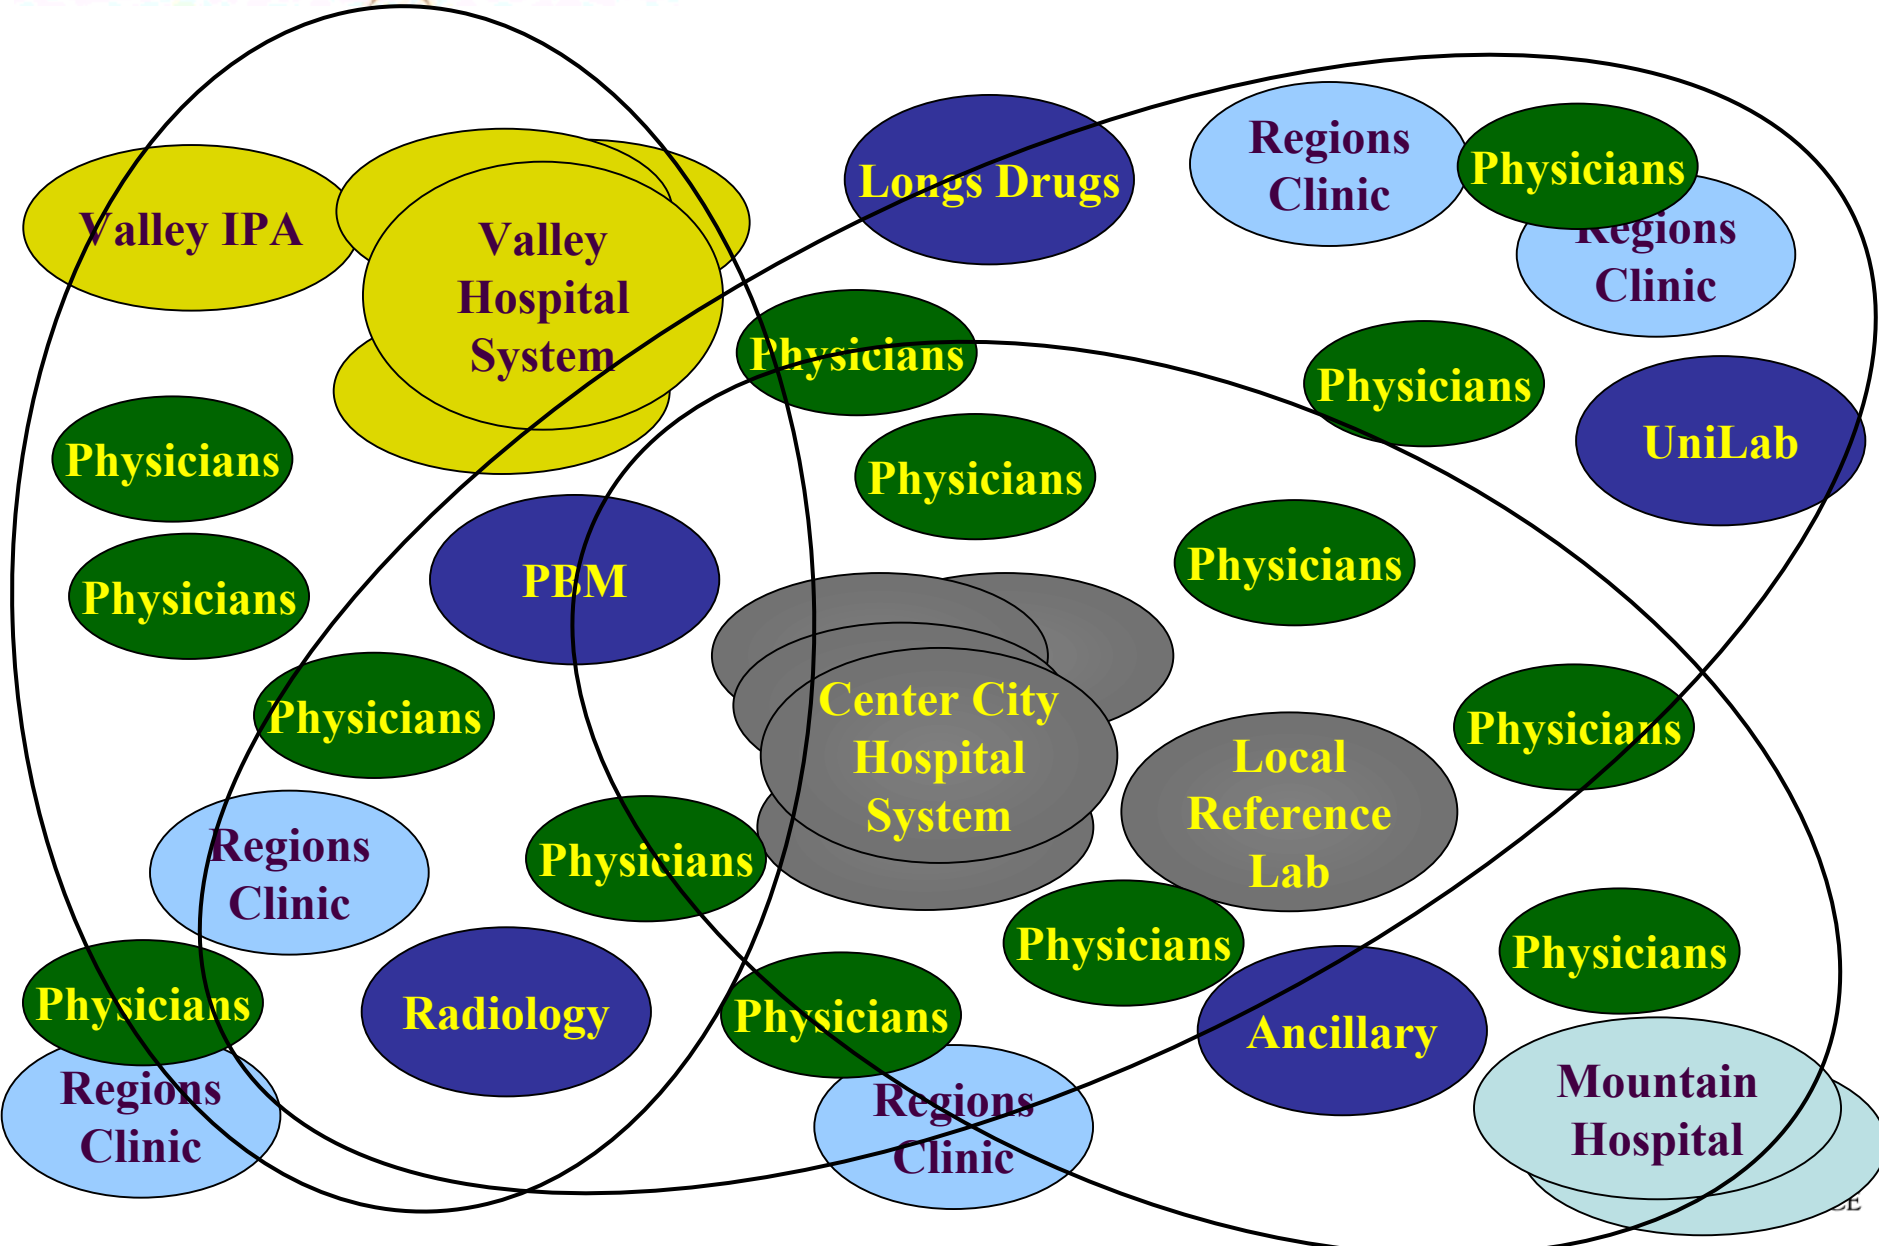 Regions
Clinic
Physicians
Longs Drugs
Valley IPA
Valley
Hospital
System
Regions
Clinic
Physicians
Physicians
UniLab
Physicians
Physicians
Physicians
PBM
Physicians
Center City
Hospital
System
Physicians
Physicians
Local
Reference
Lab
Regions
Clinic
Physicians
Physicians
Physicians
Physicians
Radiology
Physicians
Ancillary
Regions
Clinic
Regions
Clinic
Mountain
Hospital